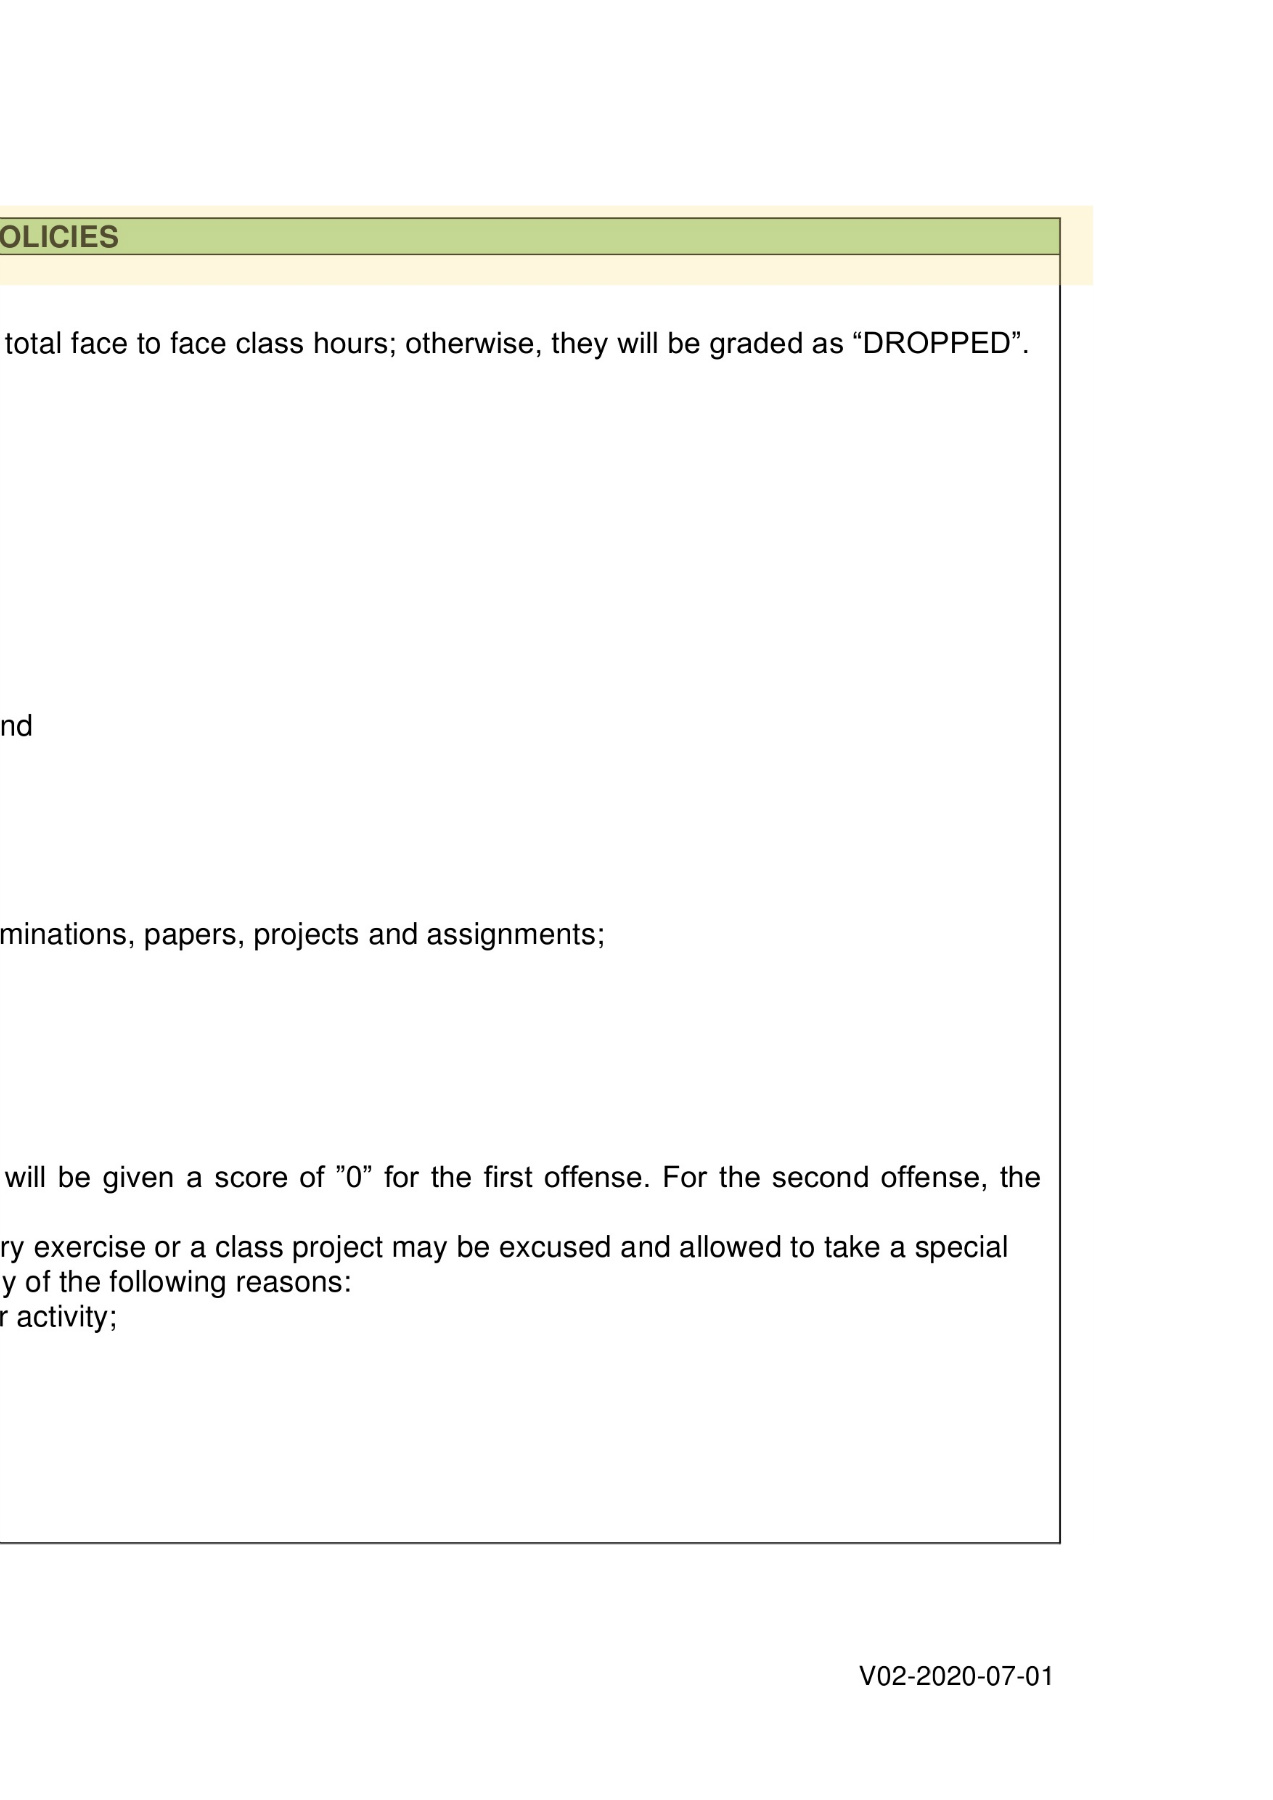 OLICIES
total face to face class hours; otherwise, they will be graded as “DROPPED”.
nd
minations, papers, projects and assignments;
will be given a score of ”0” for the first offense. For the second offense, the
ry exercise or a class project may be excused and allowed to take a special
y of the following reasons:
r activity;
V02-2020-07-01